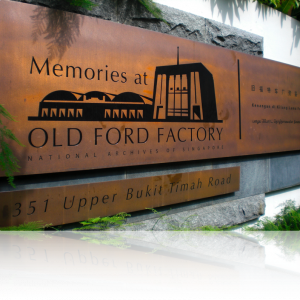 Memories at
OLD FORD FACTORY
NATIONAL ARCHIVES OF SINGAPORE
351 Upper Bukit Timah Road